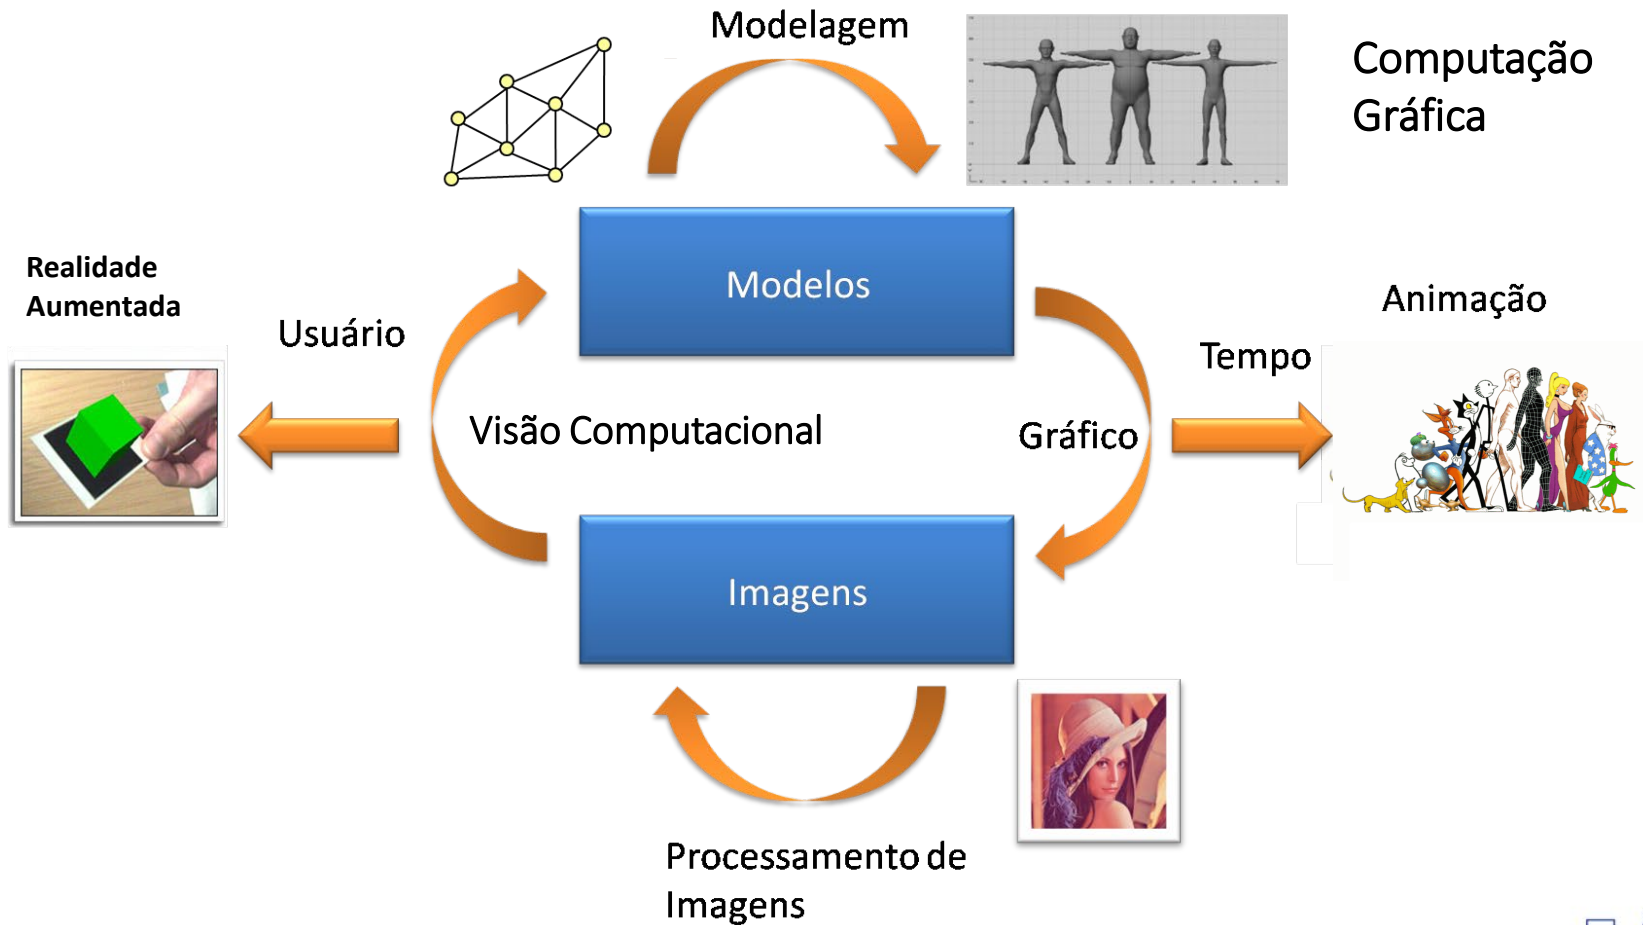 Modelagem
Computação
Gráfica
Modelos
Realidade
Aumentada
Usuário
Animação
Tempo
Visão Computacional
Gráfico
Imagens
Processamento de
Imagens